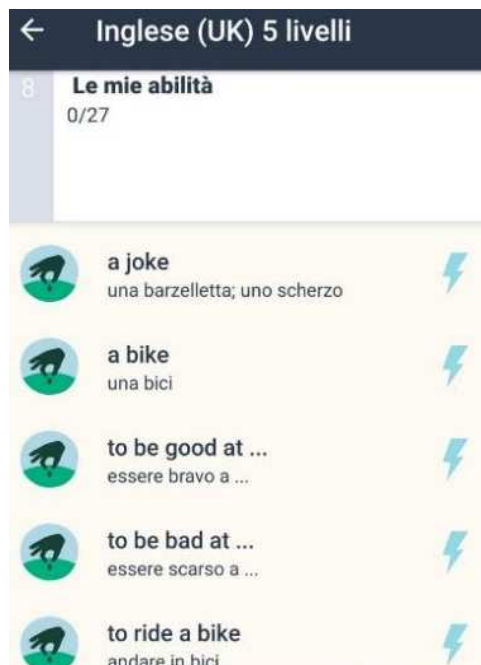 Inglese (UK) 5 livelli
8
Le mie abilità
0/27
a joke
una barzelletta; uno scherzo
a bike
una bici
to be good at ...
essere bravo a ...
to be bad at ...
essere scarso a ...
to ride a bike
andare in bici